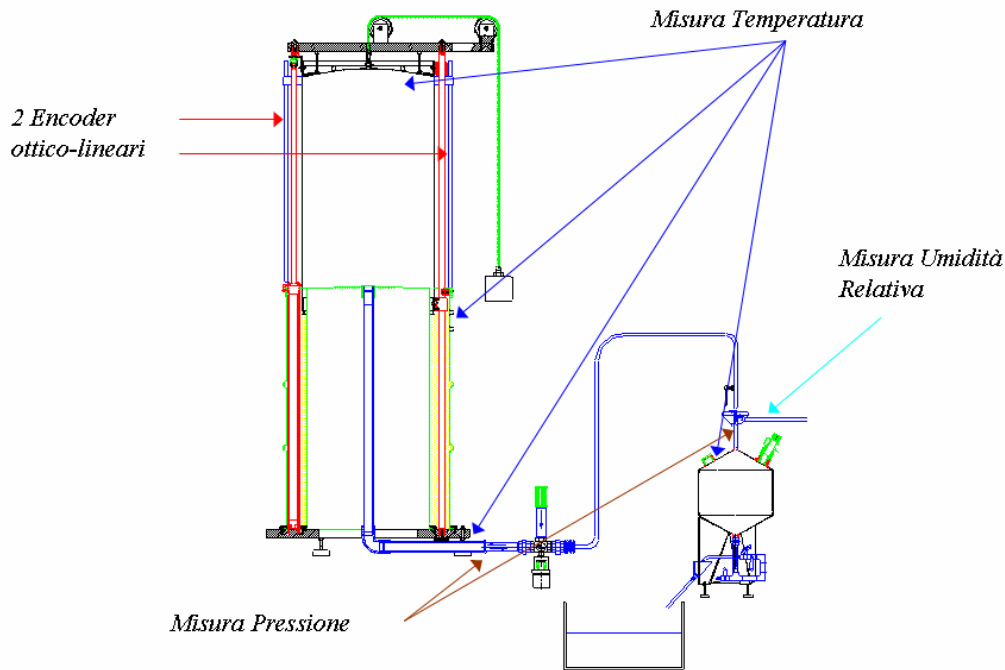 Misura Temperatura
2 Encoder
ottico-lineari
Misura Umidità
Relativa
Misura Pressione